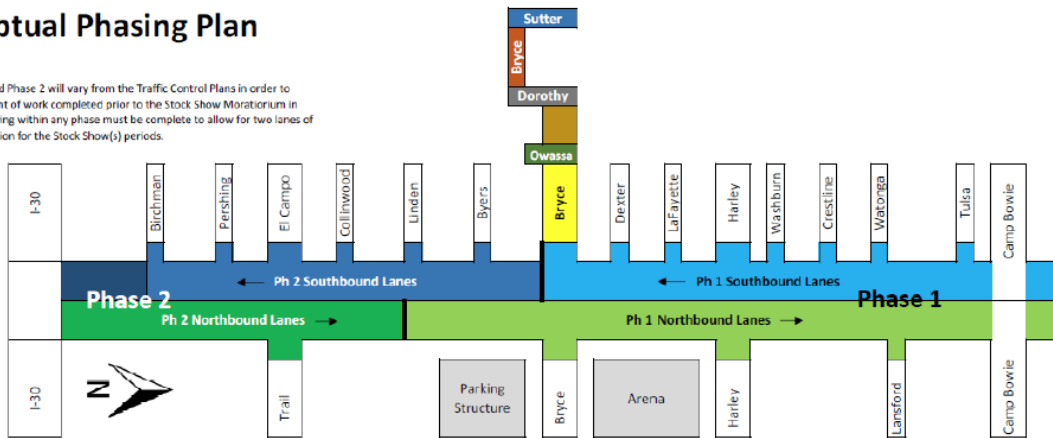 ptual Phasing Plan
d Phase 2 will vary from the Traffic Control Plans in order to
nt of work completed prior to the Stock Show Moratiorium in
ing within any phase must be complete to allow for two lanes of
ion for the Stock Show(s) periods.
Sutter
Bryce
Dorothy
Owassa
I-30
Birchman
Pershing
El Campo
Collinwood
Linden
Byers
Bryce
Dexter
LaFayette
Harley
Washburn
Crestline
Watonga
Tulsa
Camp Bowie
Ph 2 Southbound Lanes
Ph 1 Southbound Lanes
Phase 2
Phase 1
Ph 2 Northbound Lanes
Ph 1 Northbound Lanes
I-30
N
Trail
Parking
Structure
Bryce
Arena
Harley
Lansford
Camp Bowie